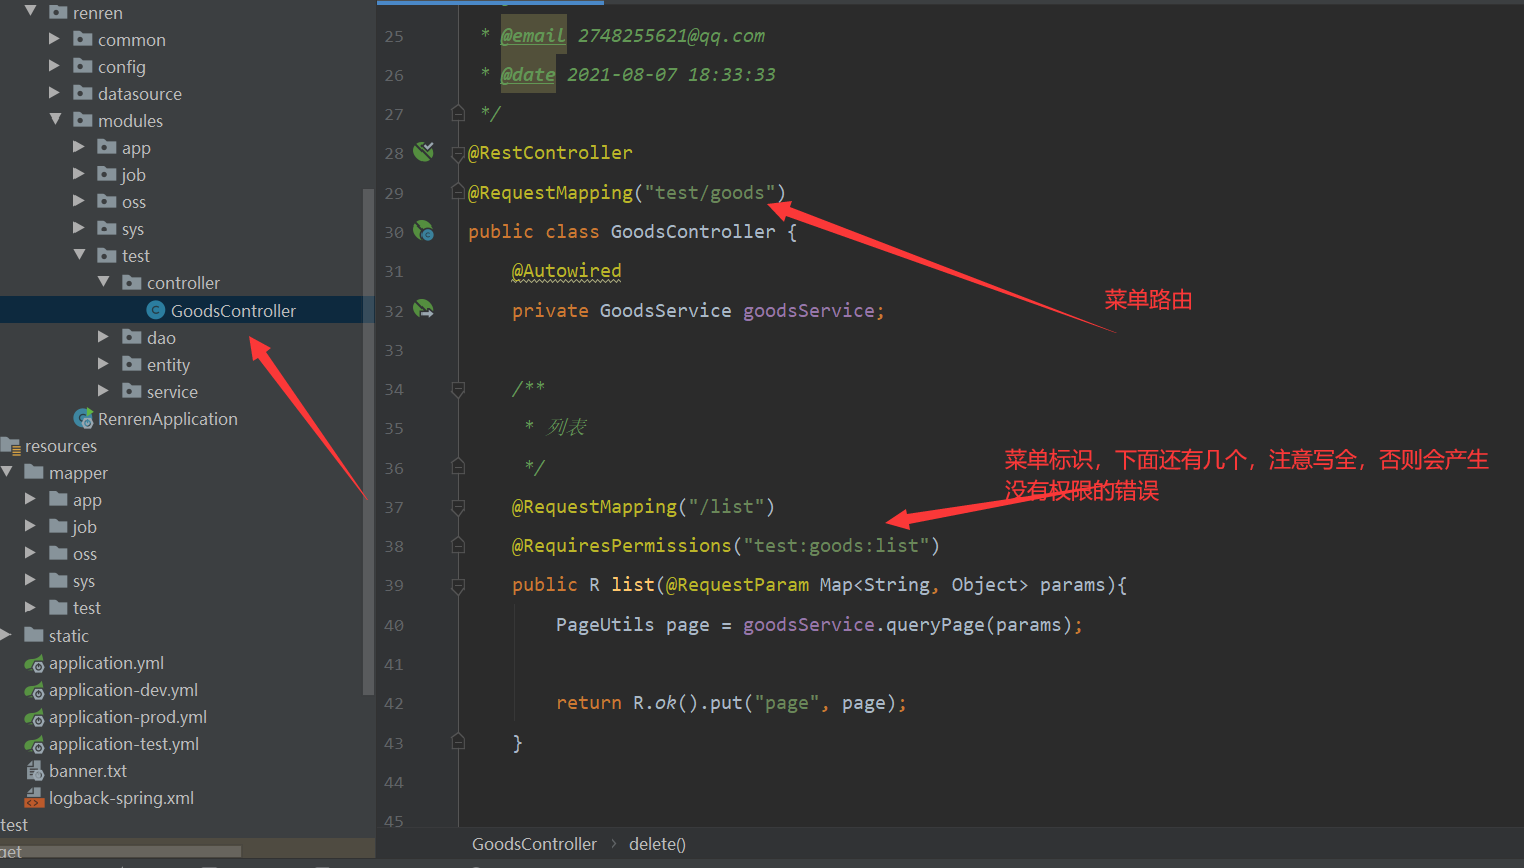 renren
common
config
datasource
modules
app
job
oss
sys
test
controller
GoodsController
dao
entity
service
RenrenApplication
resources
mapper
app
job
oss
sys
test
static
application.yml
application-dev.yml
application-prod.yml
application-test.yml
banner.txt
logback-spring.xml
test
get
25 * @email 2748255621@qq.com
26 * @date 2021-08-07 18:33:33
27 */
28 @RestController
29 @RequestMapping("test/goods")
30 public class GoodsController {
31 @Autowired
32 private GoodsService goodsService;
33
34 /**
35 * 列表
36 */
37 @RequestMapping("/list")
38 @RequiresPermissions("test:goods:list")
39 public R list(@RequestParam Map<String, Object> params){
40 PageUtils page = goodsService.queryPage(params);
41
42 return R.ok().put("page", page);
43 }
44
45
菜单路由
菜单标识，下面还有几个，注意写全，否则会产生
没有权限的错误
GoodsController › delete()